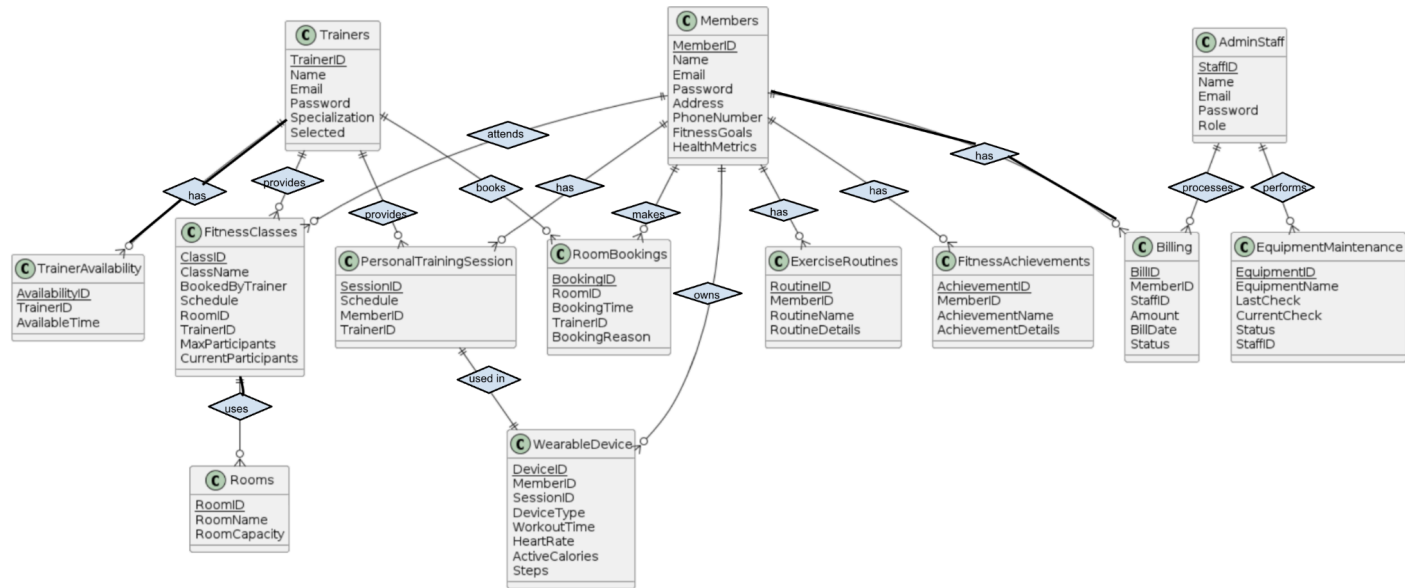 C Trainers
TrainerID
Name
Email
Password
Specialization
Selected
C Members
MemberID
Name
Email
Password
Address
PhoneNumber
FitnessGoals
HealthMetrics
C AdminStaff
StaffID
Name
Email
Password
Role
attends
has
provides
provides
books
has
makes
has
has
has
processes
performs
owns
C TrainerAvailability
AvailabilityID
TrainerID
AvailableTime
C FitnessClasses
ClassID
ClassName
BookedByTrainer
Schedule
RoomID
TrainerID
MaxParticipants
CurrentParticipants
C PersonalTrainingSession
SessionID
Schedule
MemberID
TrainerID
C RoomBookings
BookingID
RoomID
BookingTime
TrainerID
BookingReason
C ExerciseRoutines
RoutineID
MemberID
RoutineName
RoutineDetails
C FitnessAchievements
AchievementID
MemberID
AchievementName
AchievementDetails
C Billing
BillID
MemberID
StaffID
Amount
BillDate
Status
C EquipmentMaintenance
EquipmentID
EquipmentName
LastCheck
CurrentCheck
Status
StaffID
uses
used in
C Rooms
RoomID
RoomName
RoomCapacity
C WearableDevice
DeviceID
MemberID
SessionID
DeviceType
WorkoutTime
HeartRate
ActiveCalories
Steps